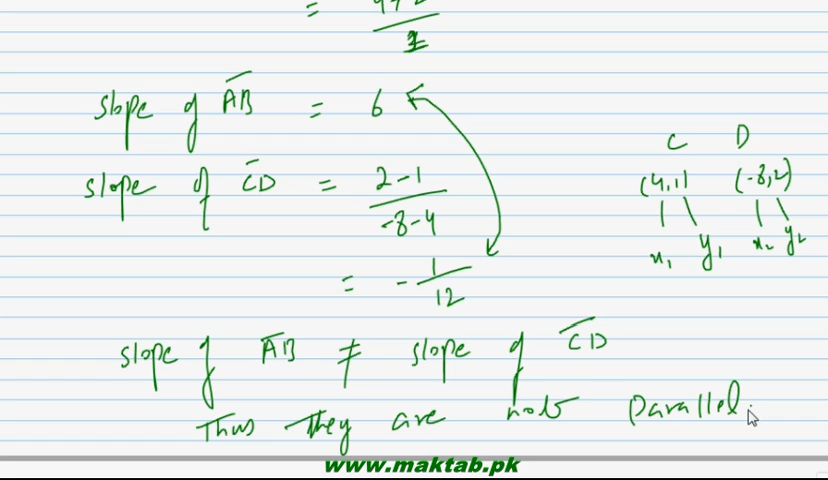 =
slope of AB = 6
C D
slope of CD = 2-1 / -8-4
(4,1) (-8,2)
x₁ y₁ x₂ y₂
= - 1/12
slope of AB ≠ slope of CD
Thus they are not parallel.
www.maktab.pk